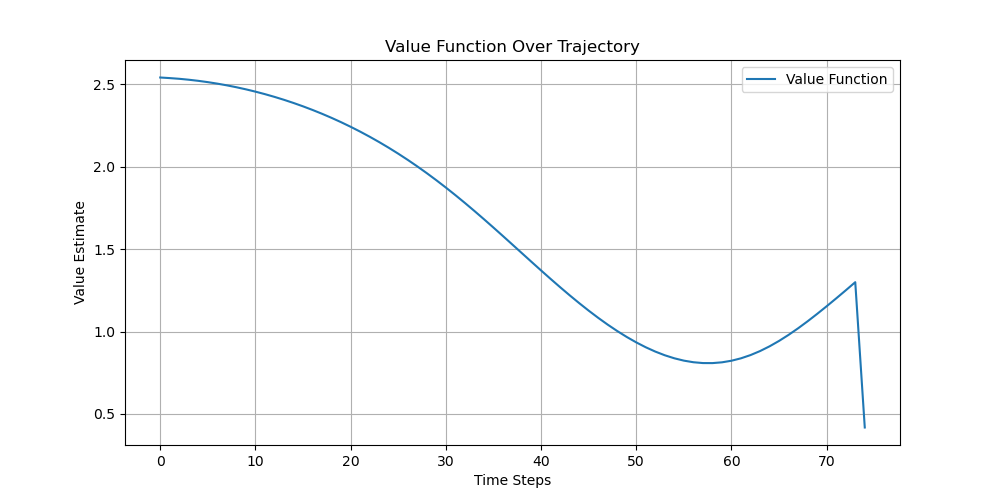 Value Function Over Trajectory
Value Function
Value Estimate
2.5
2.0
1.5
1.0
0.5
0 10 20 30 40 50 60 70
Time Steps